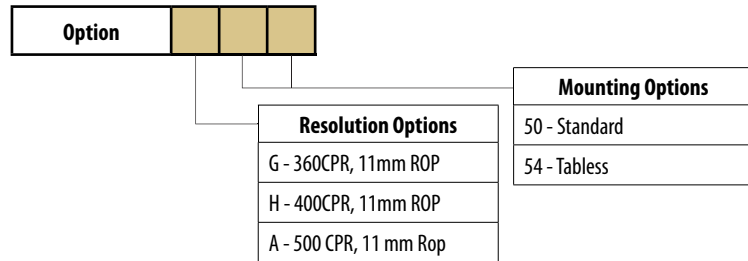 Option
Mounting Options
50 - Standard
54 - Tabless
Resolution Options
G - 360CPR, 11mm ROP
H - 400CPR, 11mm ROP
A - 500 CPR, 11 mm Rop